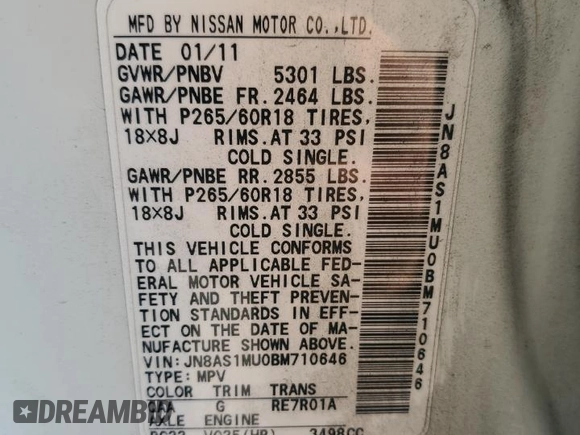 MFD BY NISSAN MOTOR CO.,LTD.
DATE 01/11
GVWR/PNBV 5301 LBS.
GAWR/PNBE FR. 2464 LBS.
WITH P265/60R18 TIRES,
18×8J RIMS. AT 33 PSI
COLD SINGLE.
GAWR/PNBE RR. 2855 LBS.
WITH P265/60R18 TIRES,
18×8J RIMS. AT 33 PSI
COLD SINGLE.
THIS VEHICLE CONFORMS
TO ALL APPLICABLE FED-
ERAL MOTOR VEHICLE SA-
FETY AND THEFT PREVEN-
TION STANDARDS IN EFF-
ECT ON THE DATE OF MA-
NUFACTURE SHOWN ABOVE.
VIN: JN8AS1MU0BM710646
TYPE: MPV
COLOR TRIM TRANS
G RE7R01A
AXLE ENGINE
VQ35(HR) 3498CC
JN8AS1MU0BM710646